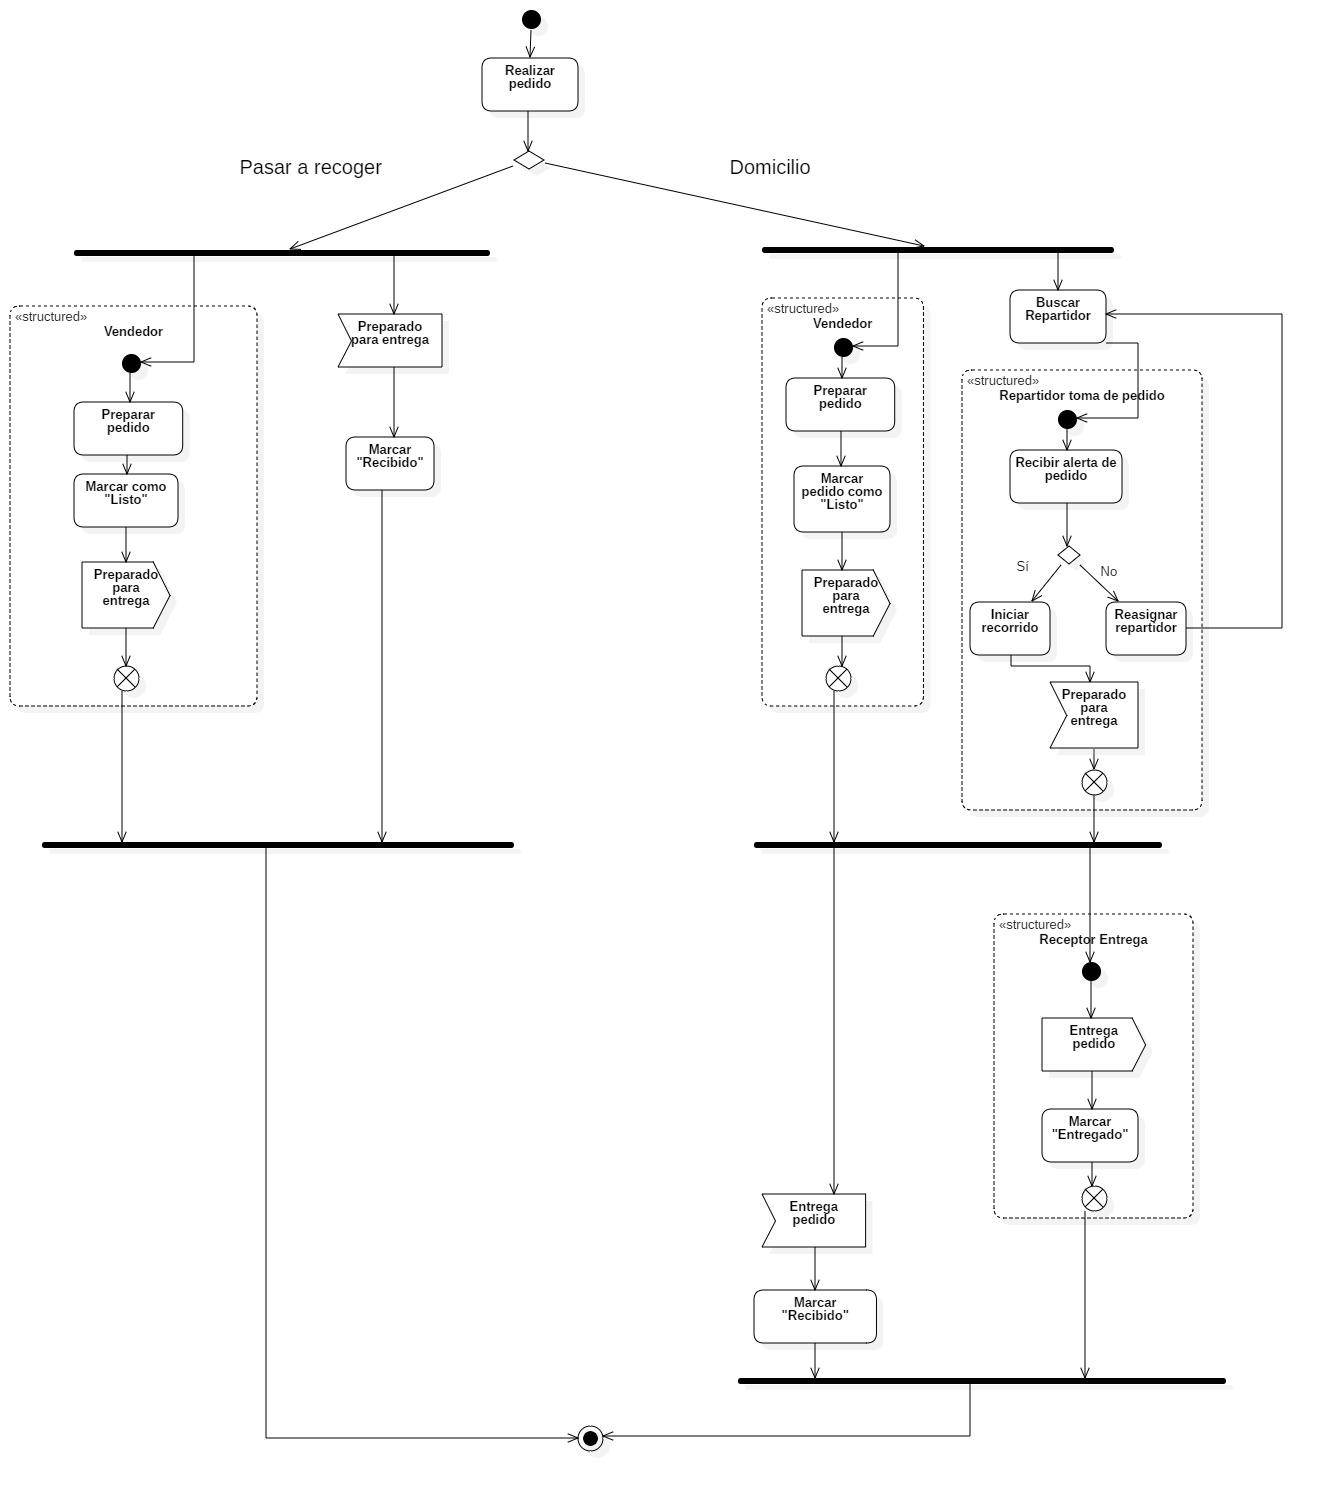 Realizar
pedido
Pasar a recoger
Domicilio
«structured»
Vendedor
Preparar
pedido
Marcar como
"Listo"
Preparado
para
entrega
Preparado
para entrega
Marcar
"Recibido"
«structured»
Vendedor
Preparar
pedido
Marcar
pedido como
"Listo"
Preparado
para
entrega
Buscar
Repartidor
«structured»
Repartidor toma de pedido
Recibir alerta de
pedido
Sí
No
Iniciar
recorrido
Reasignar
repartidor
Preparado
para
entrega
«structured»
Receptor Entrega
Entrega
pedido
Marcar
"Entregado"
Entrega
pedido
Marcar
"Recibido"